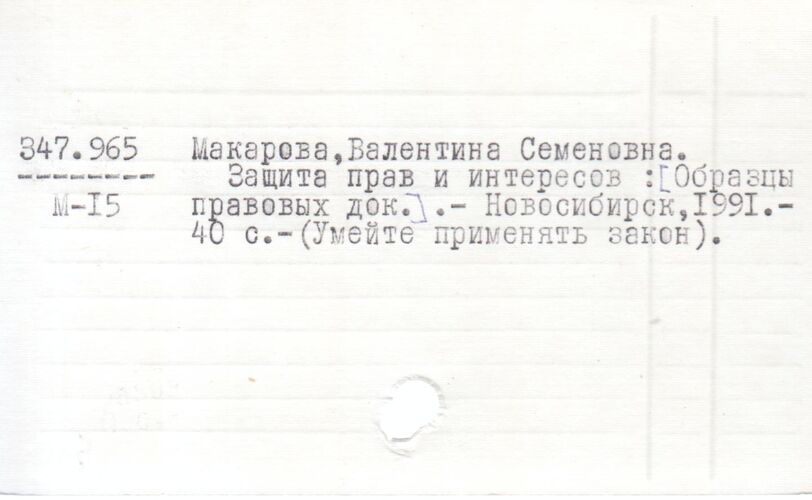 347.965 Макарова,Валентина Семеновна.
--------- Защита прав и интересов :[Образцы
М-I5 правовых док.].- Новосибирск,I99I.-
40 с.-(Умейте применять закон).